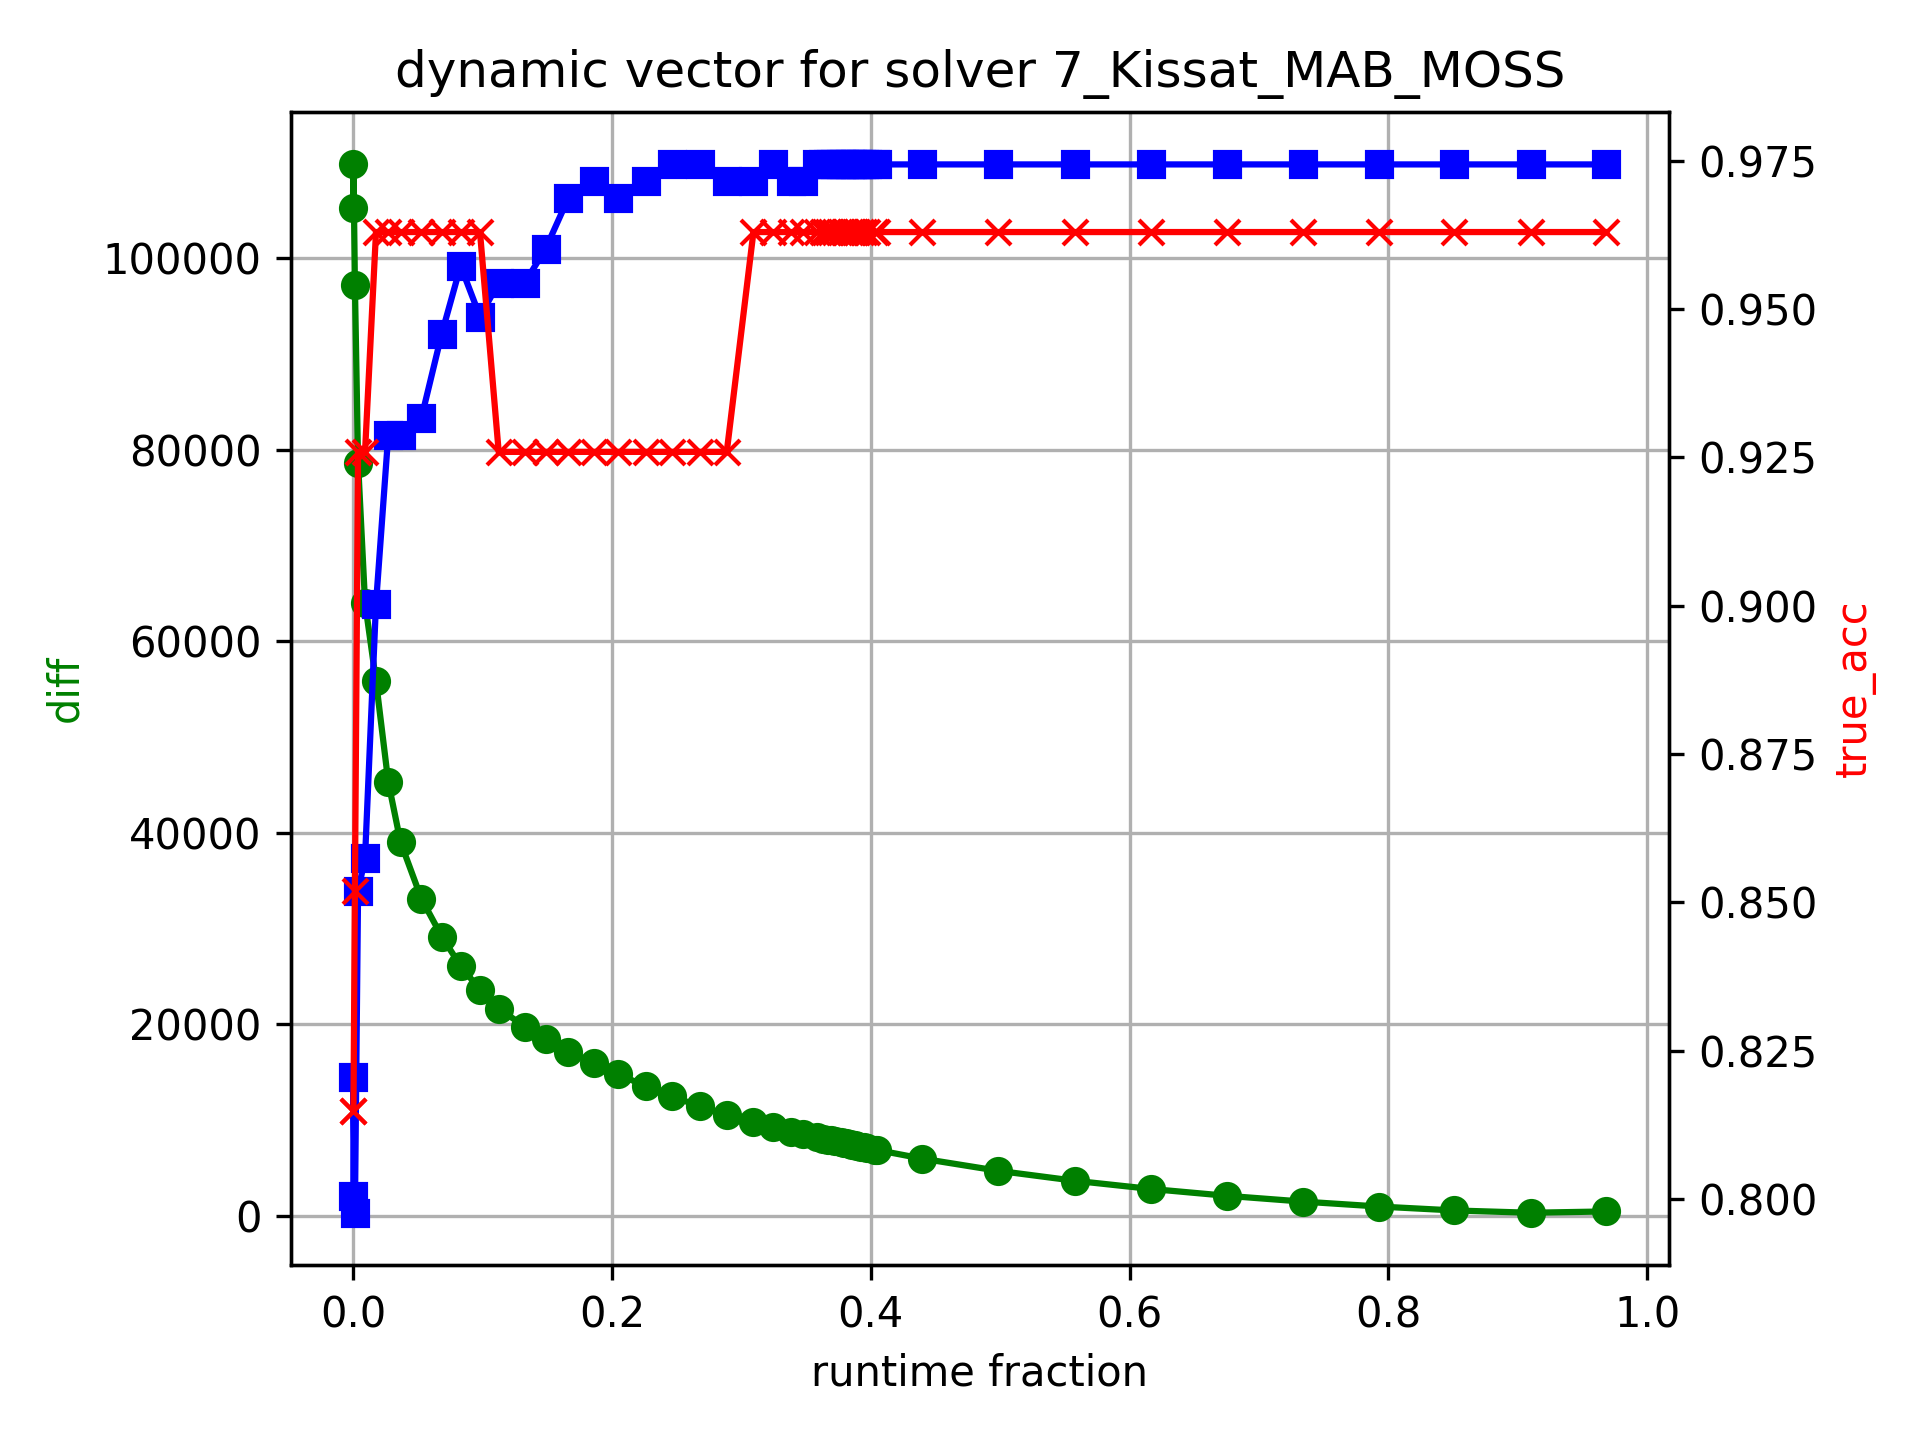 dynamic vector for solver 7_Kissat_MAB_MOSS
100000
80000
60000
40000
20000
0
diff
0.975
0.950
0.925
0.900
0.875
0.850
0.825
0.800
true_acc
0.0 0.2 0.4 0.6 0.8 1.0
runtime fraction